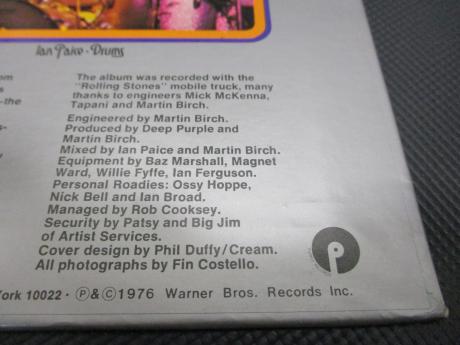 Ian Paice - Drums
The album was recorded with the
"Rolling Stones" mobile truck, many
thanks to engineers Mick McKenna,
Tapani and Martin Birch.
Engineered by Martin Birch.
Produced by Deep Purple and
Martin Birch.
Mixed by Ian Paice and Martin Birch.
Equipment by Baz Marshall, Magnet
Ward, Willie Fyffe, Ian Ferguson.
Personal Roadies: Ossy Hoppe,
Nick Bell and Ian Broad.
Managed by Rob Cooksey.
Security by Patsy and Big Jim
of Artist Services.
Cover design by Phil Duffy/Cream.
All photographs by Fin Costello.
York 10022 · ℗&©1976 Warner Bros. Records Inc.